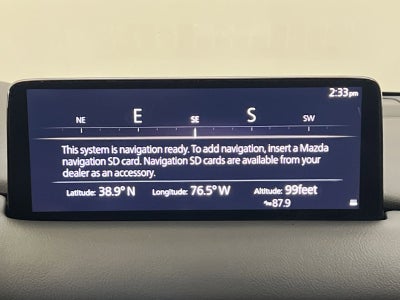 2:33pm
NE E SE S SW
This system is navigation ready. To add navigation, insert a Mazda
navigation SD card. Navigation SD cards are available from your
dealer as an accessory.
Latitude: 38.9° N Longitude: 76.5° W Altitude: 99feet
87.9